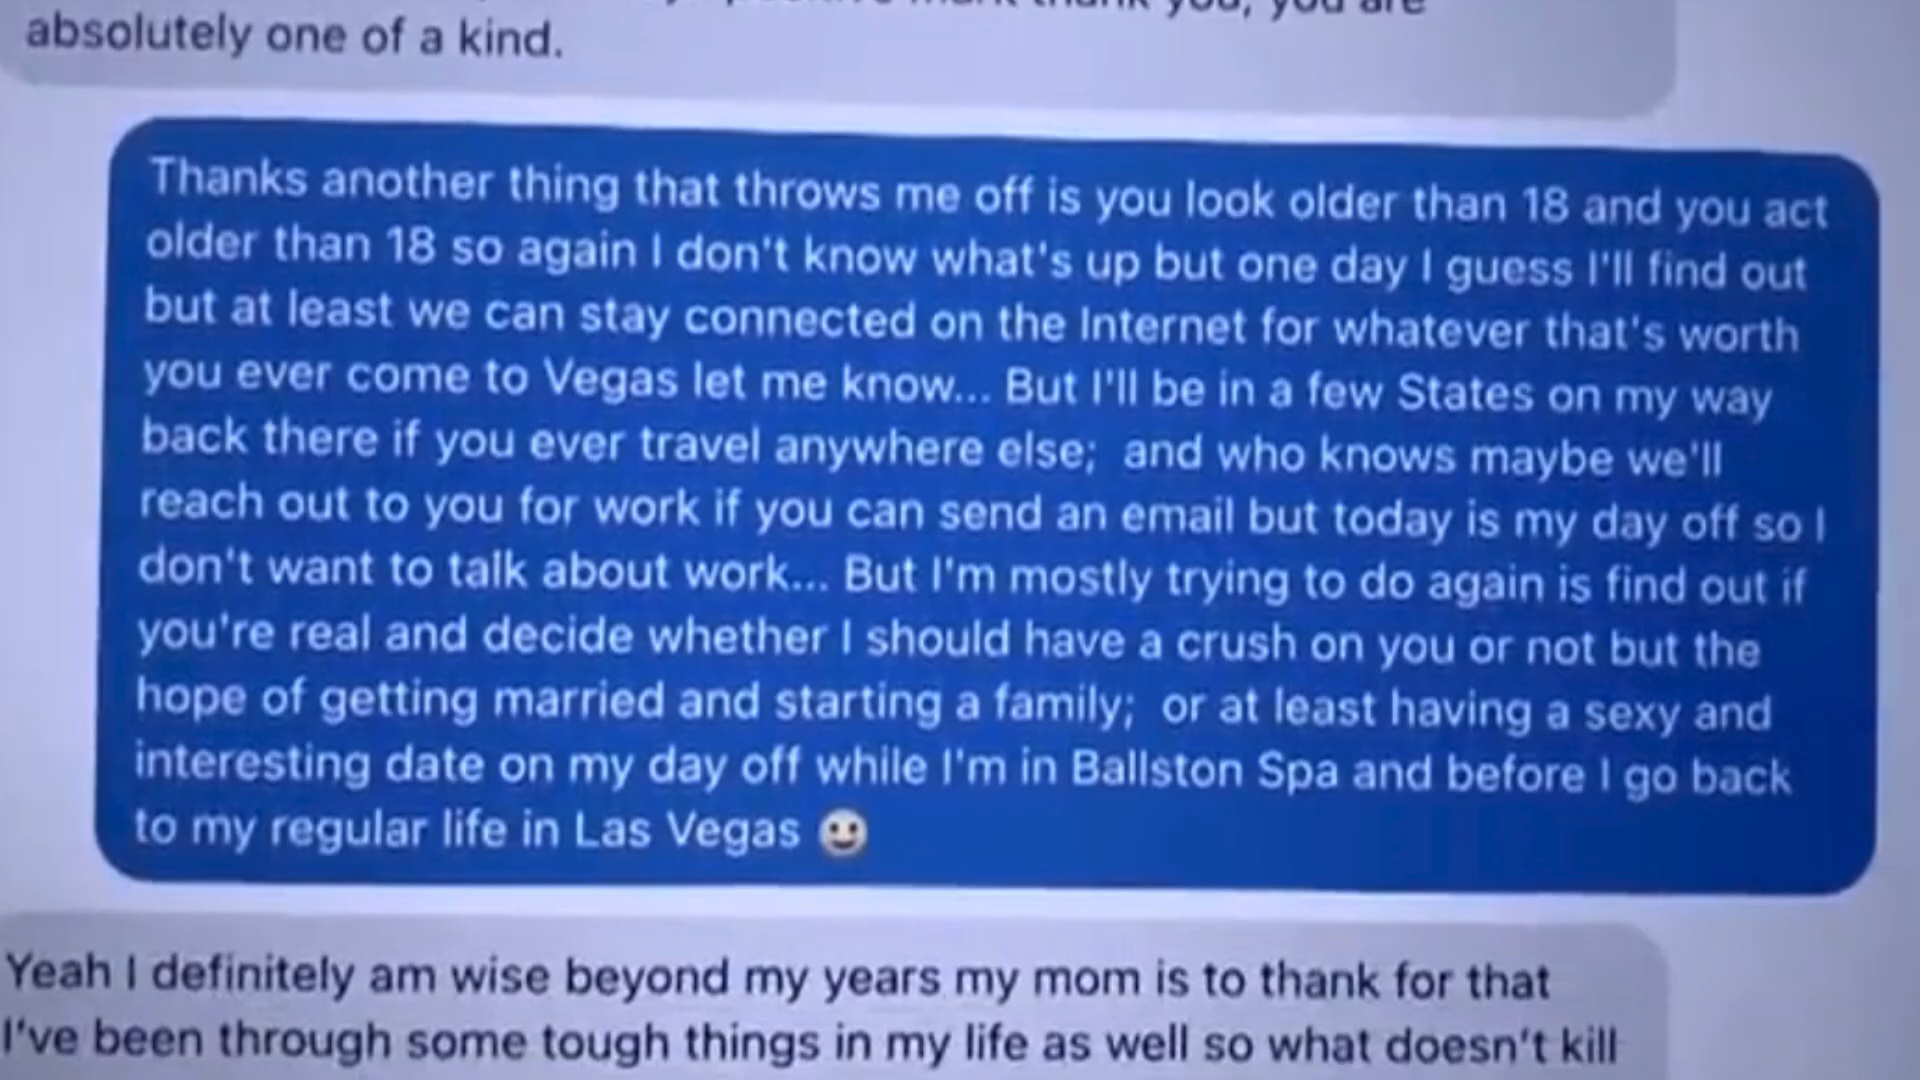 thank you, you are
absolutely one of a kind.
Thanks another thing that throws me off is you look older than 18 and you act
older than 18 so again I don't know what's up but one day I guess I'll find out
but at least we can stay connected on the Internet for whatever that's worth
you ever come to Vegas let me know... But I'll be in a few States on my way
back there if you ever travel anywhere else;  and who knows maybe we'll
reach out to you for work if you can send an email but today is my day off so I
don't want to talk about work... But I'm mostly trying to do again is find out if
you're real and decide whether I should have a crush on you or not but the
hope of getting married and starting a family;  or at least having a sexy and
interesting date on my day off while I'm in Ballston Spa and before I go back
to my regular life in Las Vegas 🙂
Yeah I definitely am wise beyond my years my mom is to thank for that
I've been through some tough things in my life as well so what doesn't kill